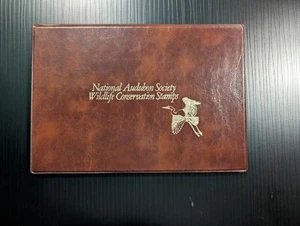 National Audubon Society
Wildlife Conservation Stamps